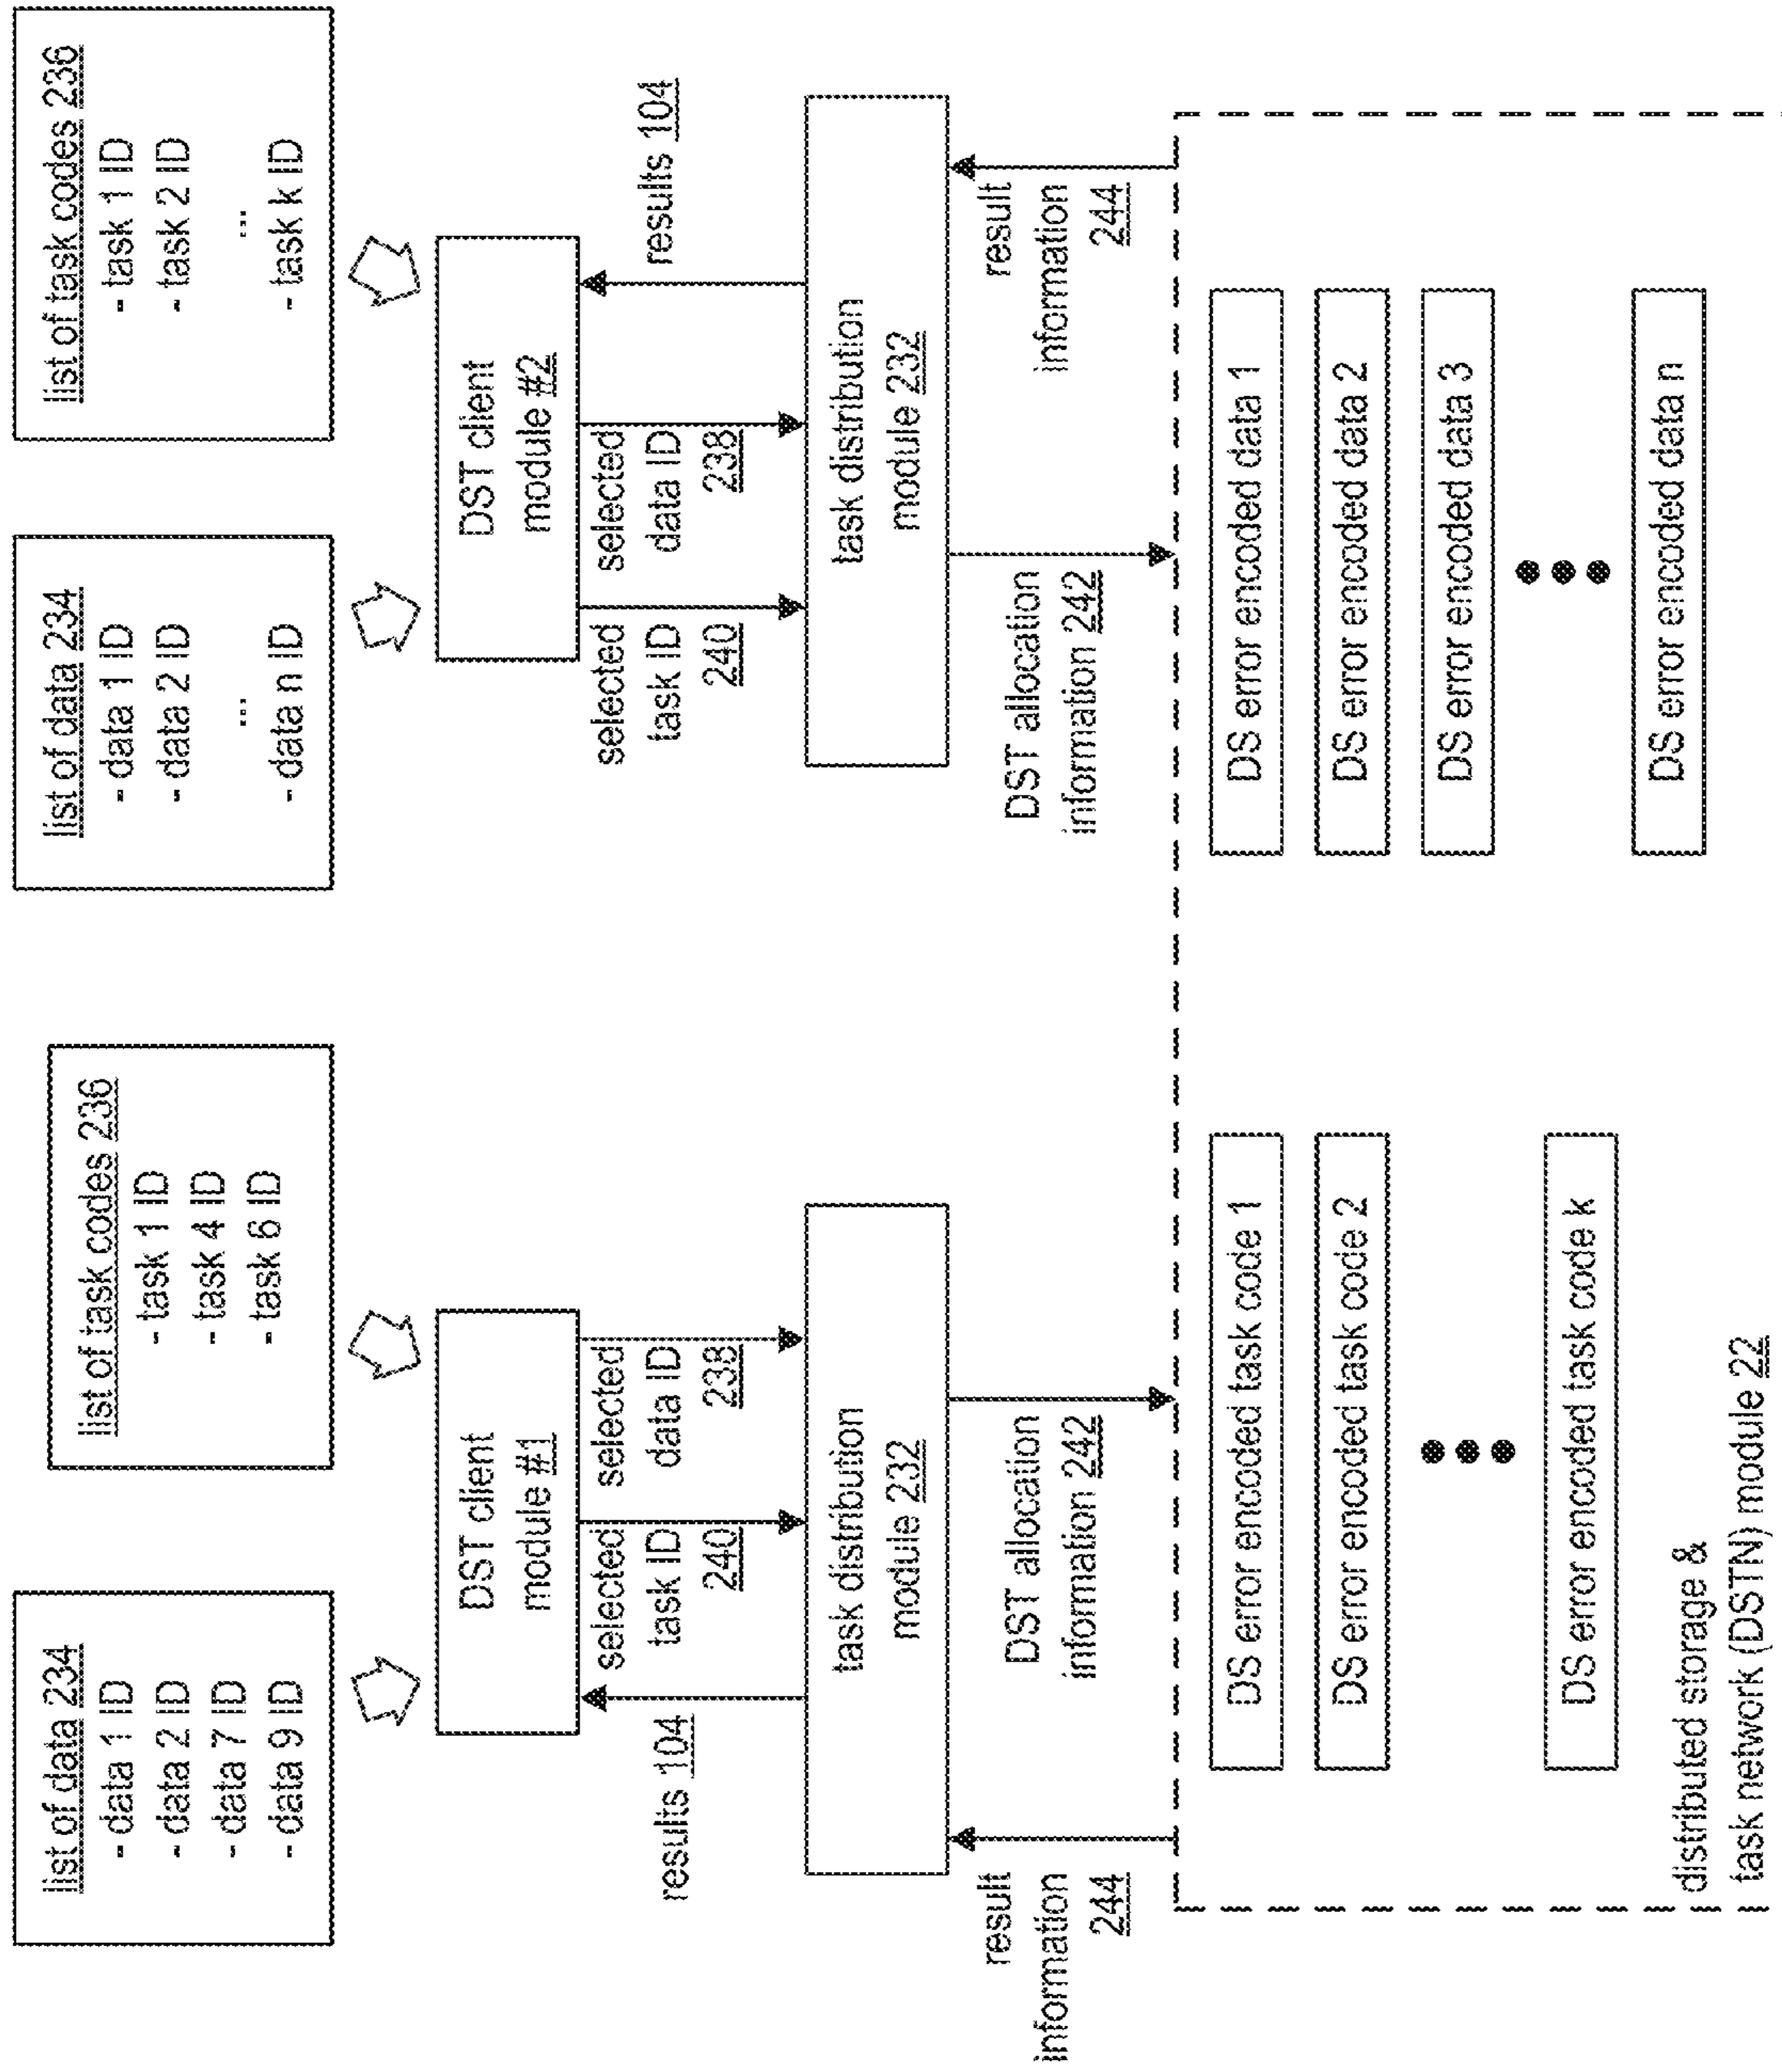 list of data 234
- data 1 ID
- data 2 ID
- data 7 ID
- data 9 ID
list of task codes 236
- task 1 ID
- task 4 ID
- task 6 ID
list of data 234
- data 1 ID
- data 2 ID
...
- data n ID
list of task codes 236
- task 1 ID
- task 2 ID
...
- task k ID
DST client
module #1
DST client
module #2
results 104
selected
task ID
240
selected
data ID
238
selected
task ID
240
selected
data ID
238
results 104
task distribution
module 232
task distribution
module 232
result
information
244
DST allocation
information 242
DST allocation
information 242
result
information
244
DS error encoded task code 1
DS error encoded task code 2
DS error encoded task code k
DS error encoded data 1
DS error encoded data 2
DS error encoded data 3
DS error encoded data n
distributed storage &
task network (DSTN) module 22